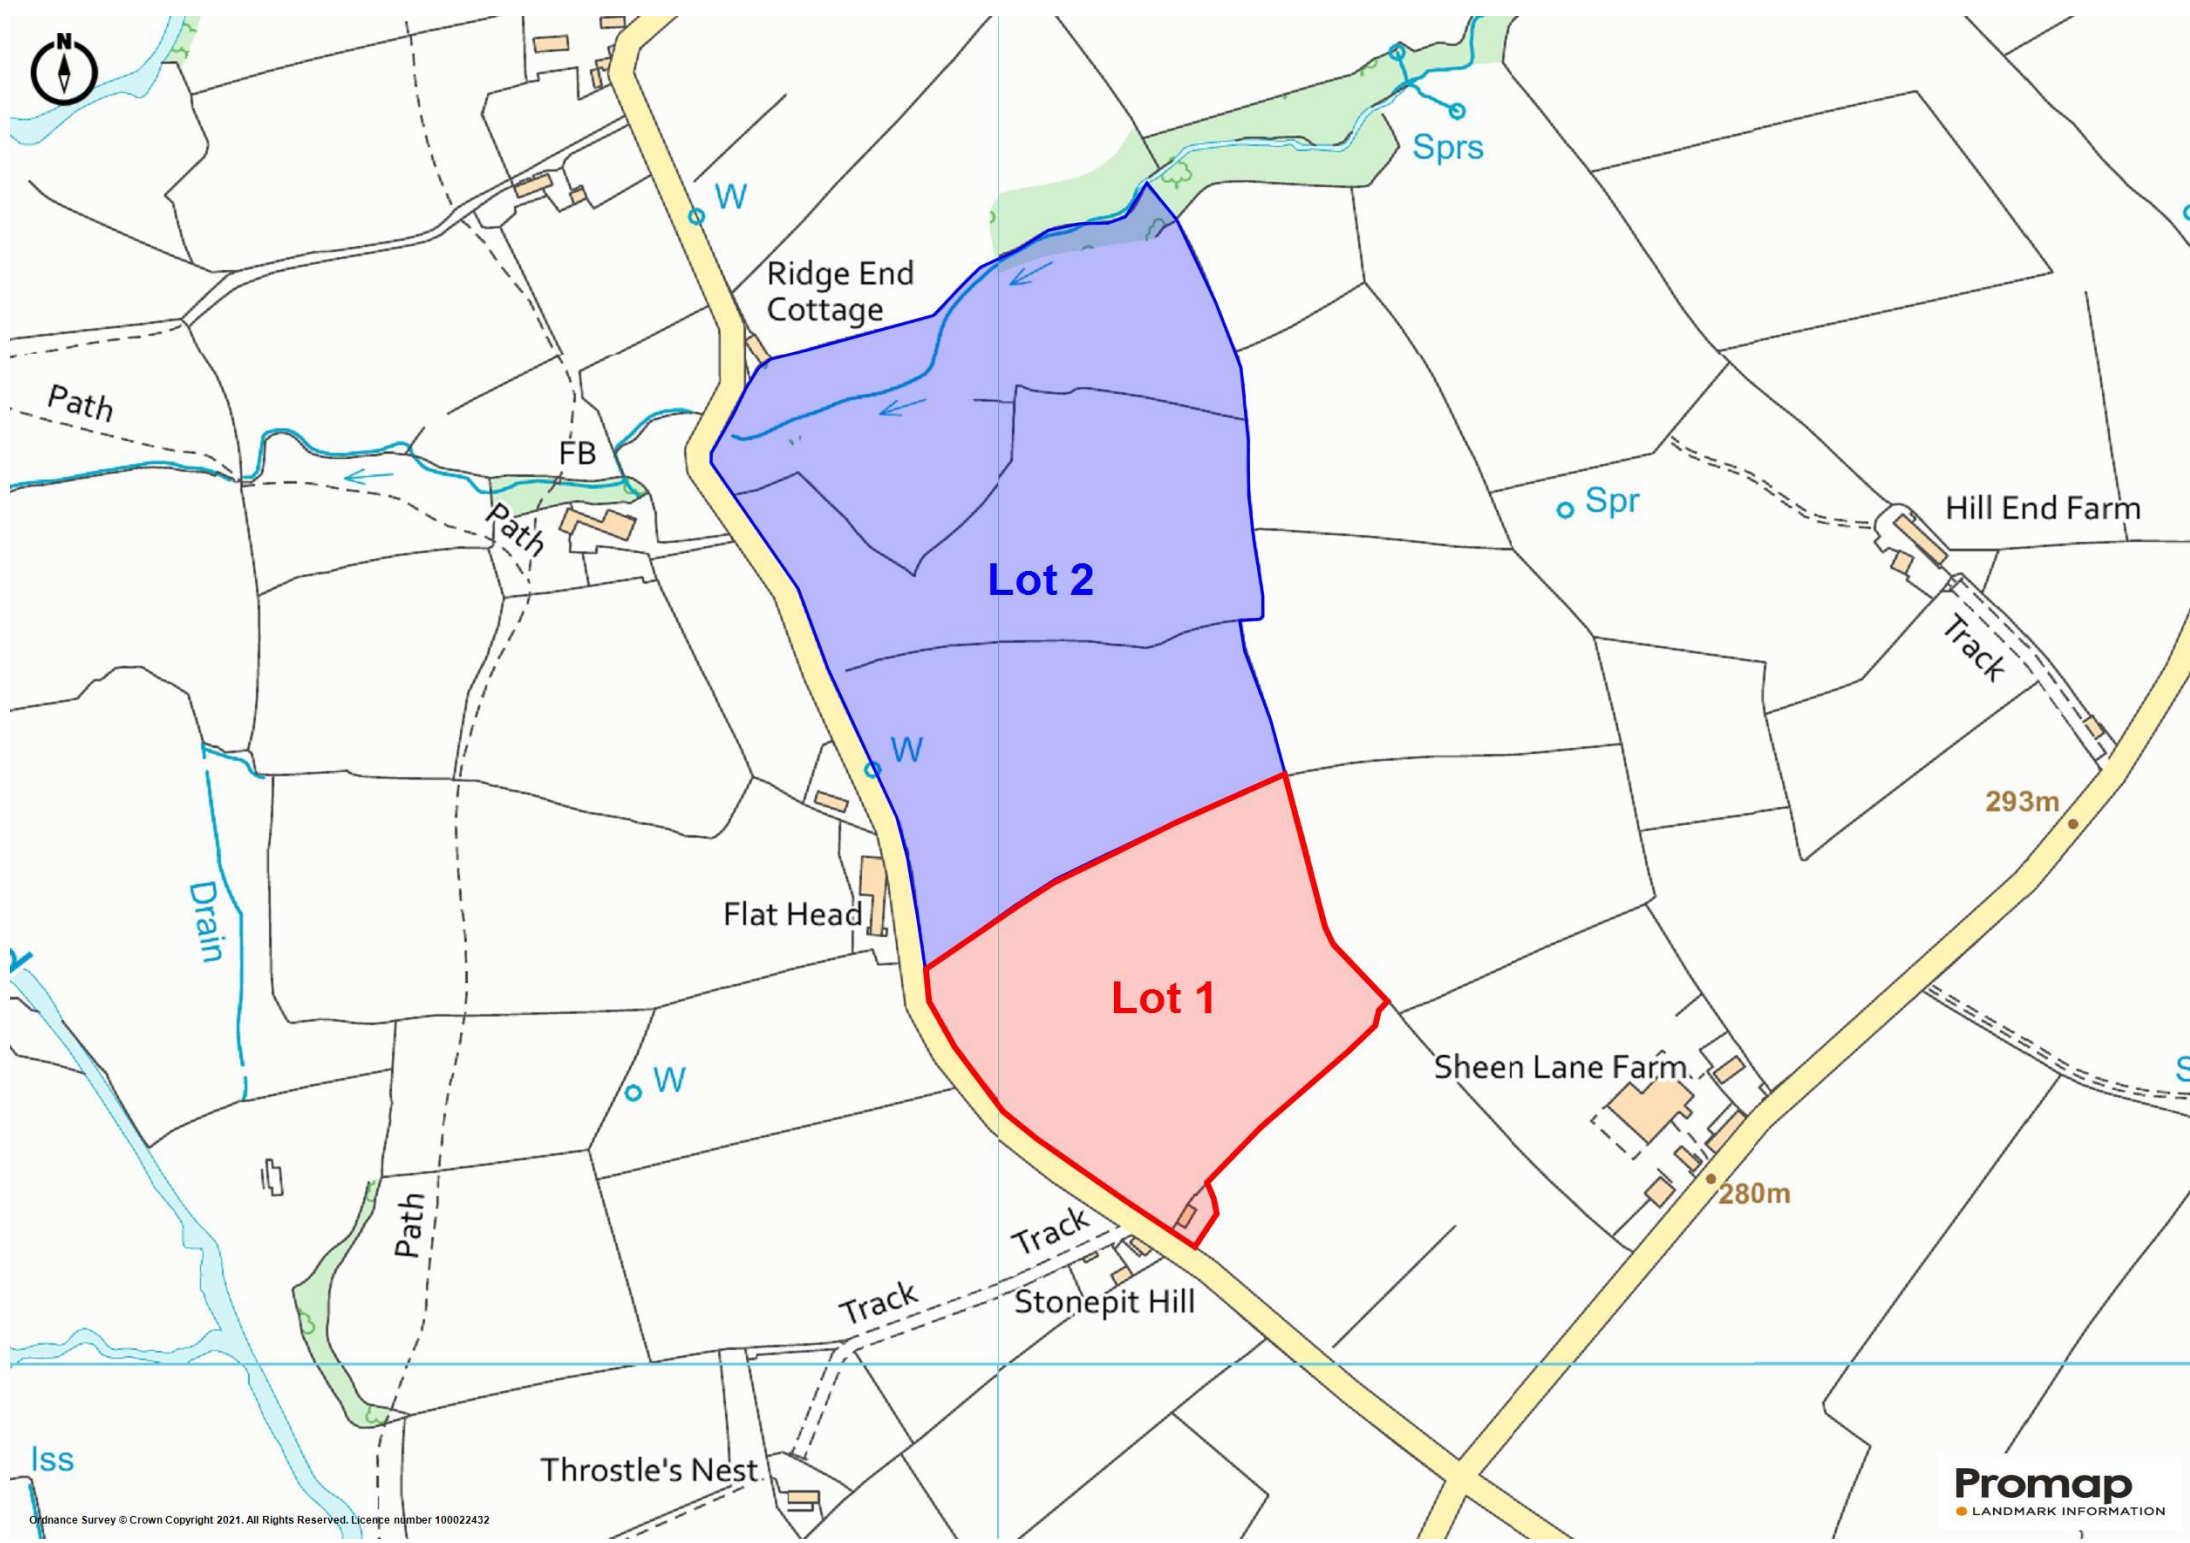 N
W
Sprs
Ridge End
Cottage
Path
FB
Path
Spr
Hill End Farm
Lot 2
Track
W
293m
Drain
Flat Head
Lot 1
Sheen Lane Farm
W
280m
Path
Track
Track
Stonepit Hill
Iss
Throstle's Nest
Promap
LANDMARK INFORMATION
Ordnance Survey © Crown Copyright 2021. All Rights Reserved. Licence number 100022432